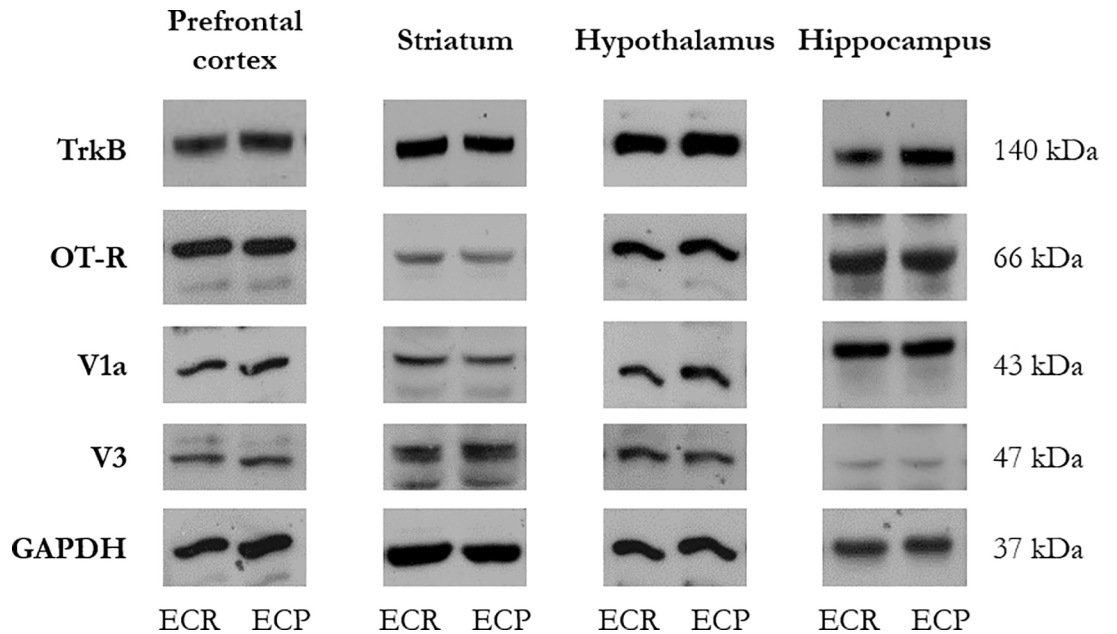 Prefrontal
cortex
Striatum
Hypothalamus
Hippocampus
TrkB
140 kDa
OT-R
66 kDa
V1a
43 kDa
V3
47 kDa
GAPDH
37 kDa
ECR ECP
ECR ECP
ECR ECP
ECR ECP